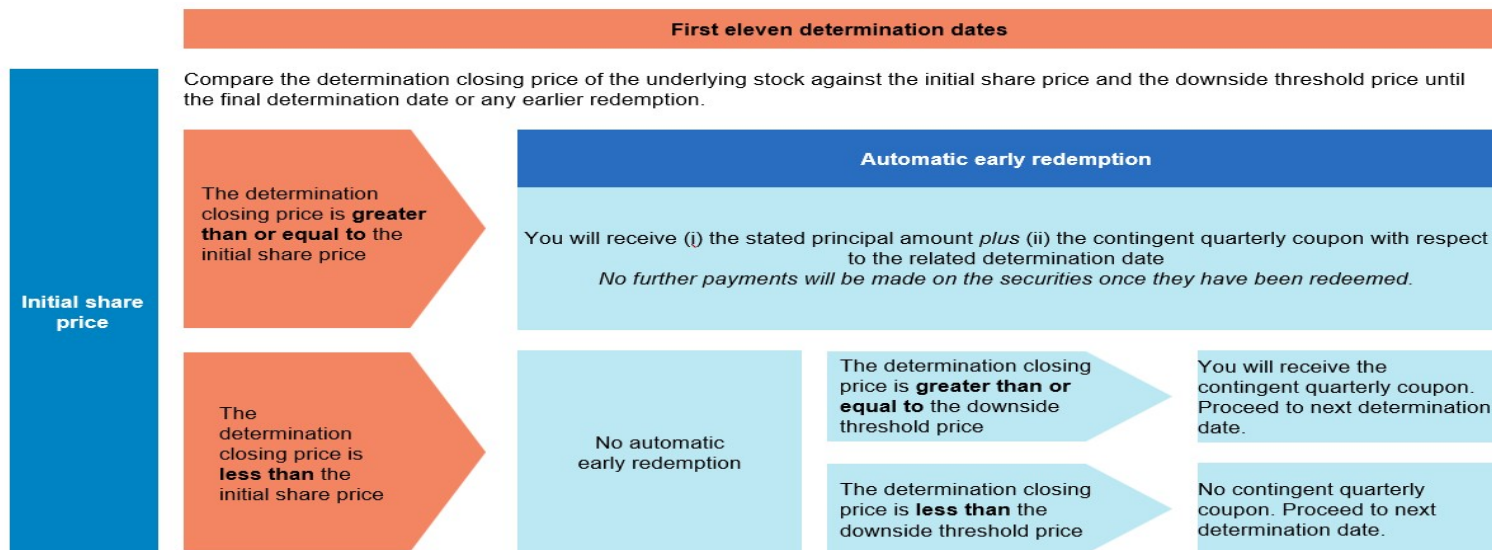 First eleven determination dates
Compare the determination closing price of the underlying stock against the initial share price and the downside threshold price until
the final determination date or any earlier redemption.
Initial share
price
The determination
closing price is greater
than or equal to the
initial share price
Automatic early redemption
You will receive (i) the stated principal amount plus (ii) the contingent quarterly coupon with respect
to the related determination date
No further payments will be made on the securities once they have been redeemed.
The
determination
closing price is
less than the
initial share price
No automatic
early redemption
The determination closing
price is greater than or
equal to the downside
threshold price
You will receive the
contingent quarterly coupon.
Proceed to next determination
date.
The determination closing
price is less than the
downside threshold price
No contingent quarterly
coupon. Proceed to next
determination date.